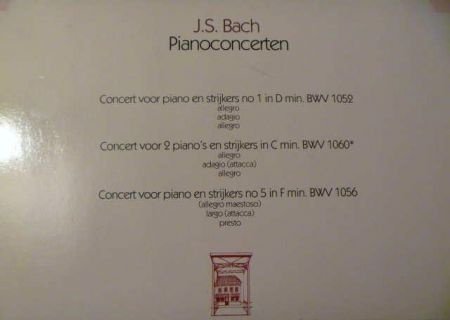 J.S. Bach
Pianoconcerten
Concert voor piano en strijkers no 1 in D min. BWV 1052
allegro
adagio
allegro
Concert voor 2 piano's en strijkers in C min. BWV 1060*
allegro
adagio (attacca)
allegro
Concert voor piano en strijkers no 5 in F min. BWV 1056
(allegro maestoso)
largo (attacca)
presto